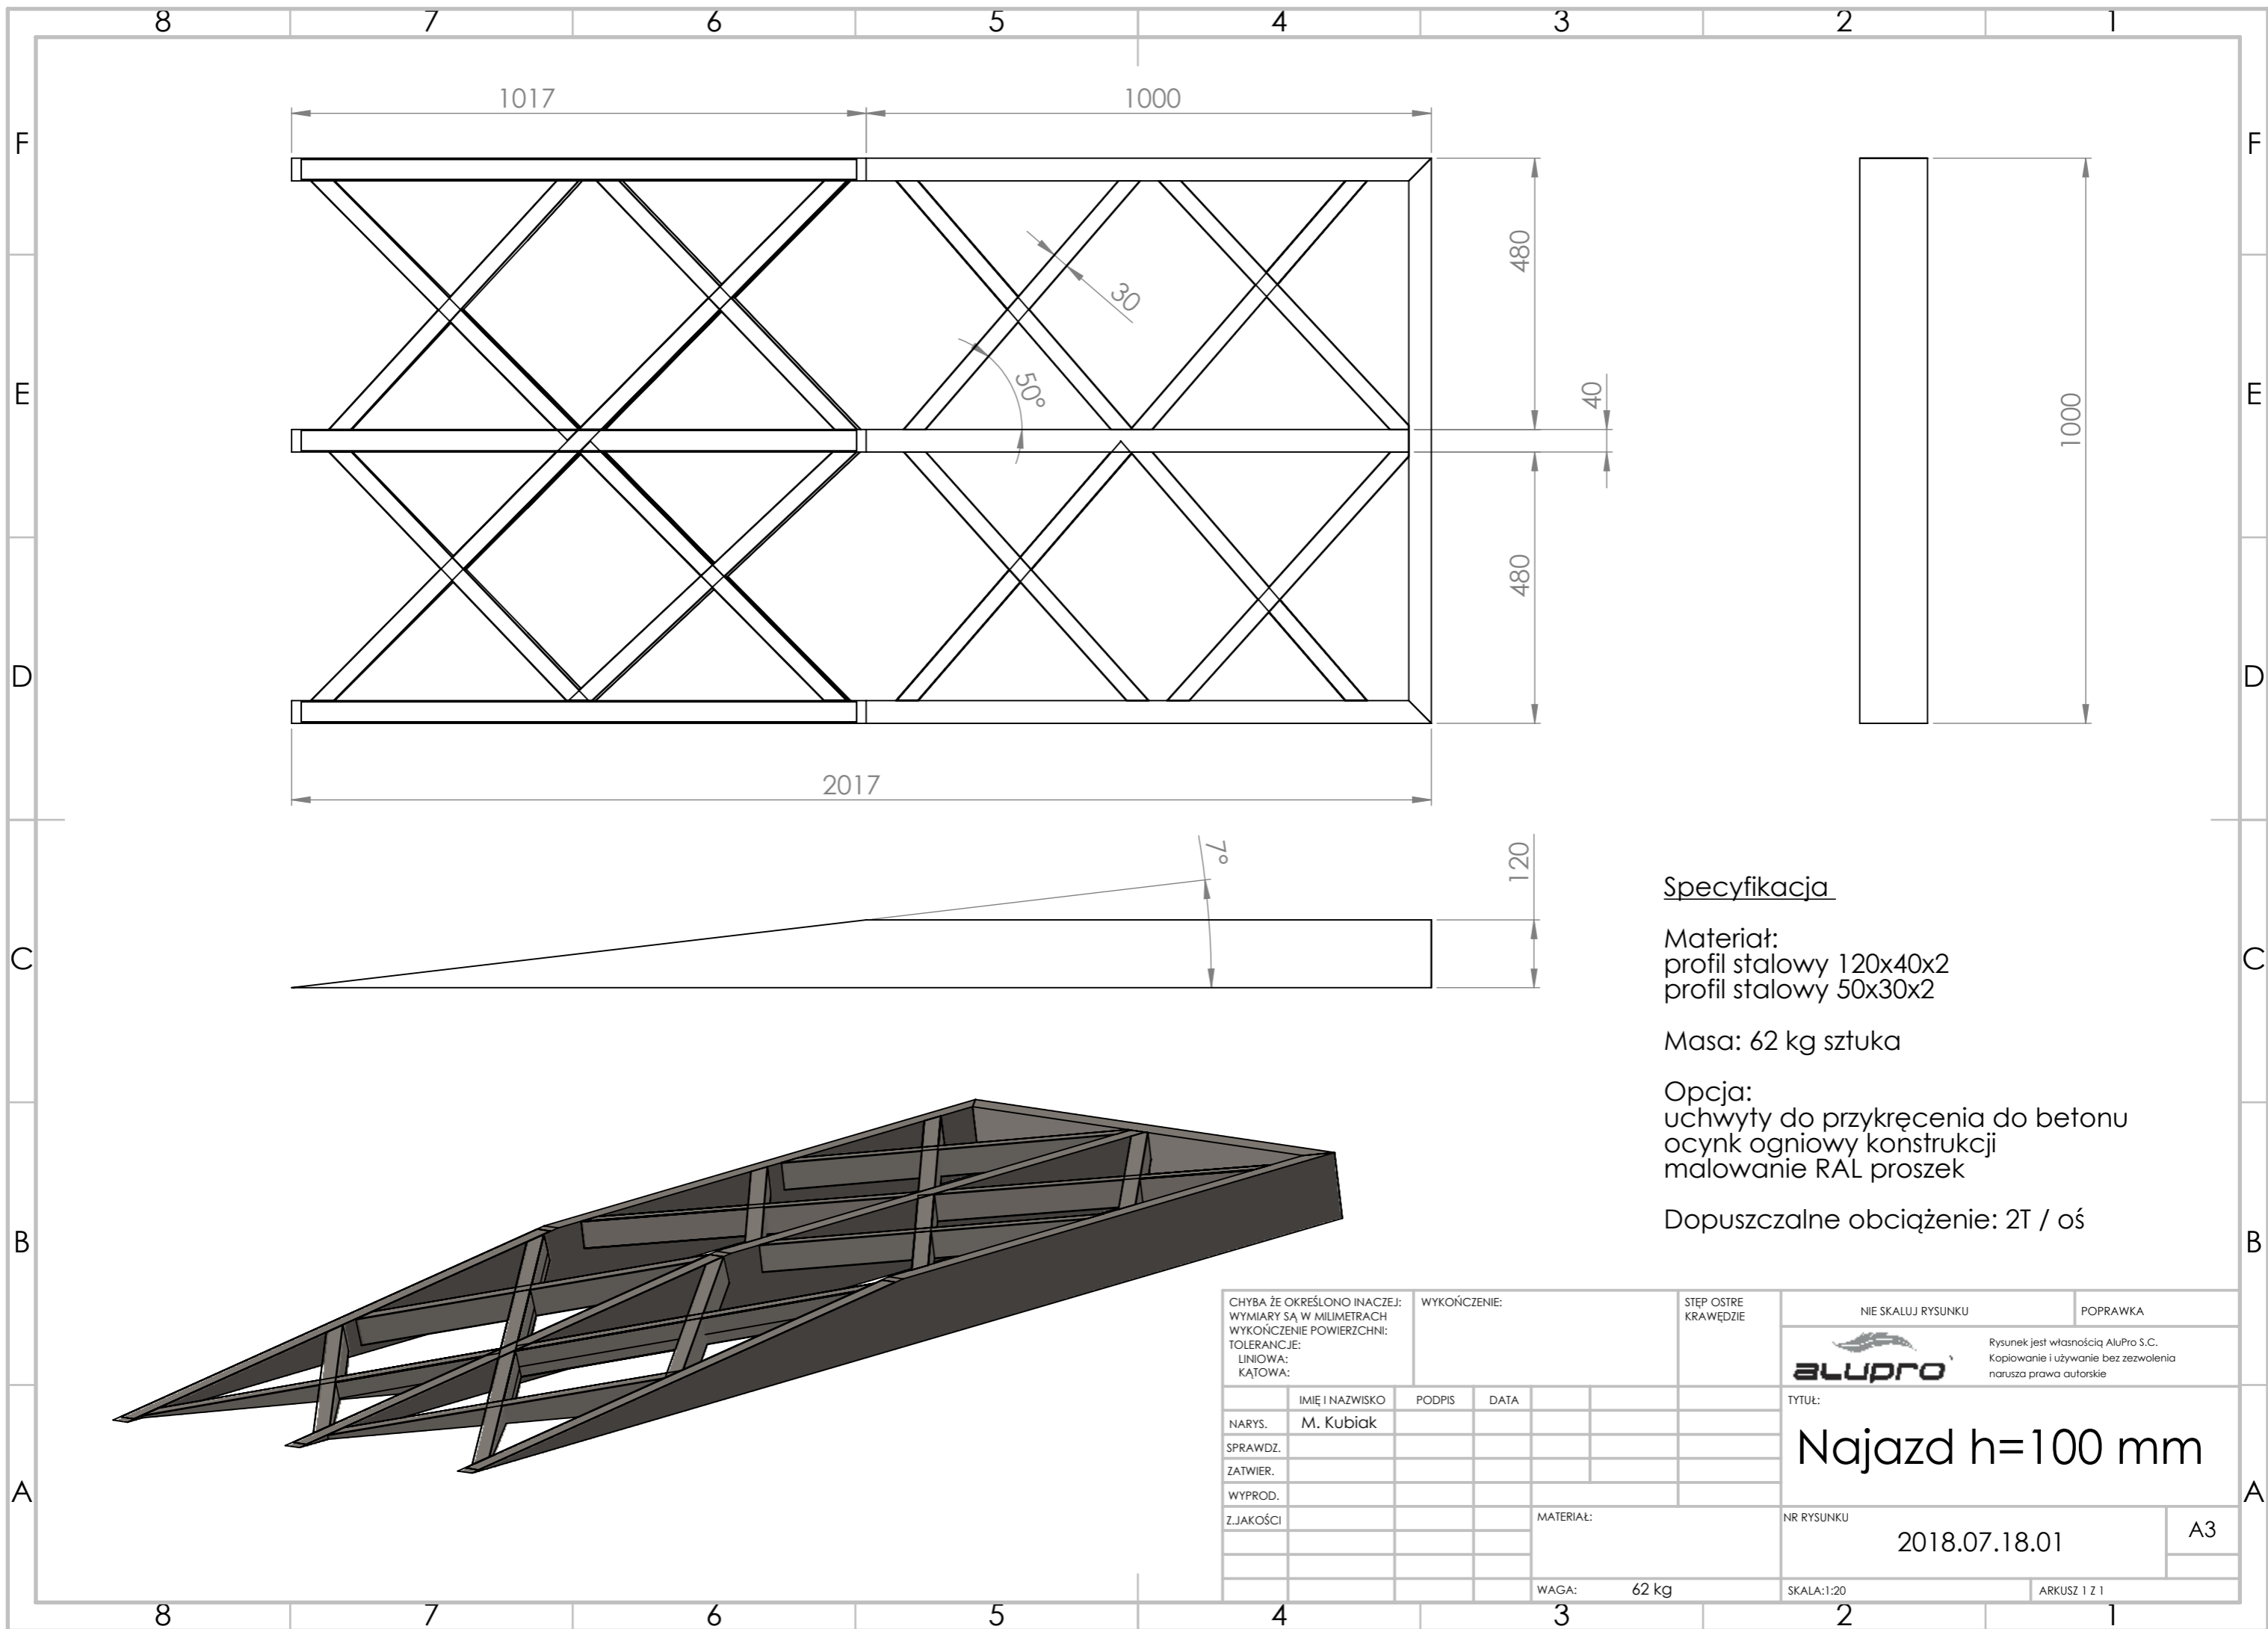 8 7 6 5 4 3 2 1
F F
E E
D D
C C
B B
A A
1017
1000
480
30
50°
40
1000
480
2017
7°
120
Specyfikacja
Materiał:
profil stalowy 120x40x2
profil stalowy 50x30x2
Masa: 62 kg sztuka
Opcja:
uchwyty do przykręcenia do betonu
ocynk ogniowy konstrukcji
malowanie RAL proszek
Dopuszczalne obciążenie: 2T / oś
CHYBA ŻE OKREŚLONO INACZEJ:
WYMIARY SĄ W MILIMETRACH
WYKOŃCZENIE POWIERZCHNI:
TOLERANCJE:
LINIOWA:
KĄTOWA:
WYKOŃCZENIE:
STĘP OSTRE
KRAWĘDZIE
NIE SKALUJ RYSUNKU
POPRAWKA
alupro
Rysunek jest własnością AluPro S.C.
Kopiowanie i używanie bez zezwolenia
narusza prawa autorskie
IMIĘ I NAZWISKO PODPIS DATA
NARYS. M. Kubiak
SPRAWDZ.
ZATWIER.
WYPROD.
Z.JAKOŚCI
TYTUŁ:
Najazd h=100 mm
MATERIAŁ:
NR RYSUNKU
2018.07.18.01
A3
WAGA: 62 kg
SKALA:1:20
ARKUSZ 1 Z 1
8 7 6 5 4 3 2 1